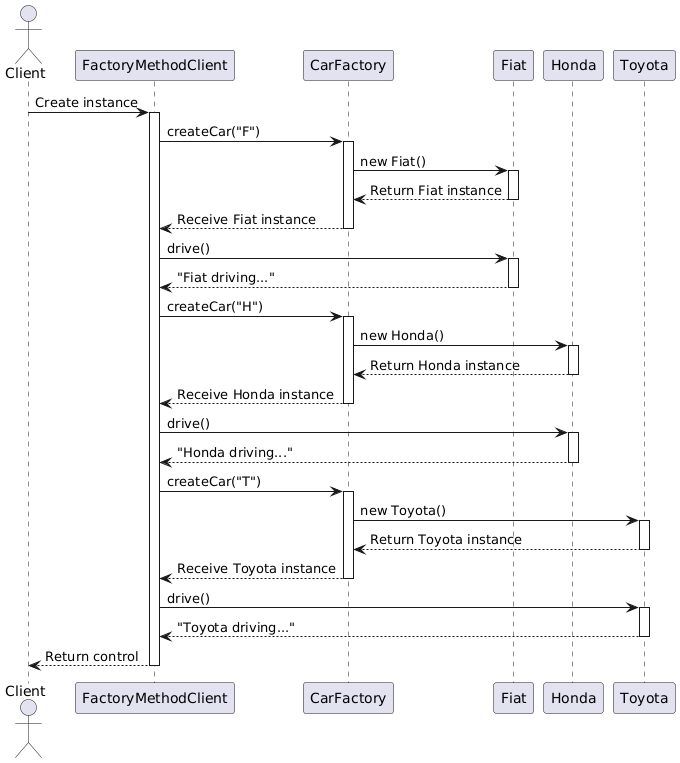 Client
FactoryMethodClient
CarFactory
Fiat
Honda
Toyota
Create instance
createCar("F")
new Fiat()
Return Fiat instance
Receive Fiat instance
drive()
"Fiat driving..."
createCar("H")
new Honda()
Return Honda instance
Receive Honda instance
drive()
"Honda driving..."
createCar("T")
new Toyota()
Return Toyota instance
Receive Toyota instance
drive()
"Toyota driving..."
Return control
Client
FactoryMethodClient
CarFactory
Fiat
Honda
Toyota